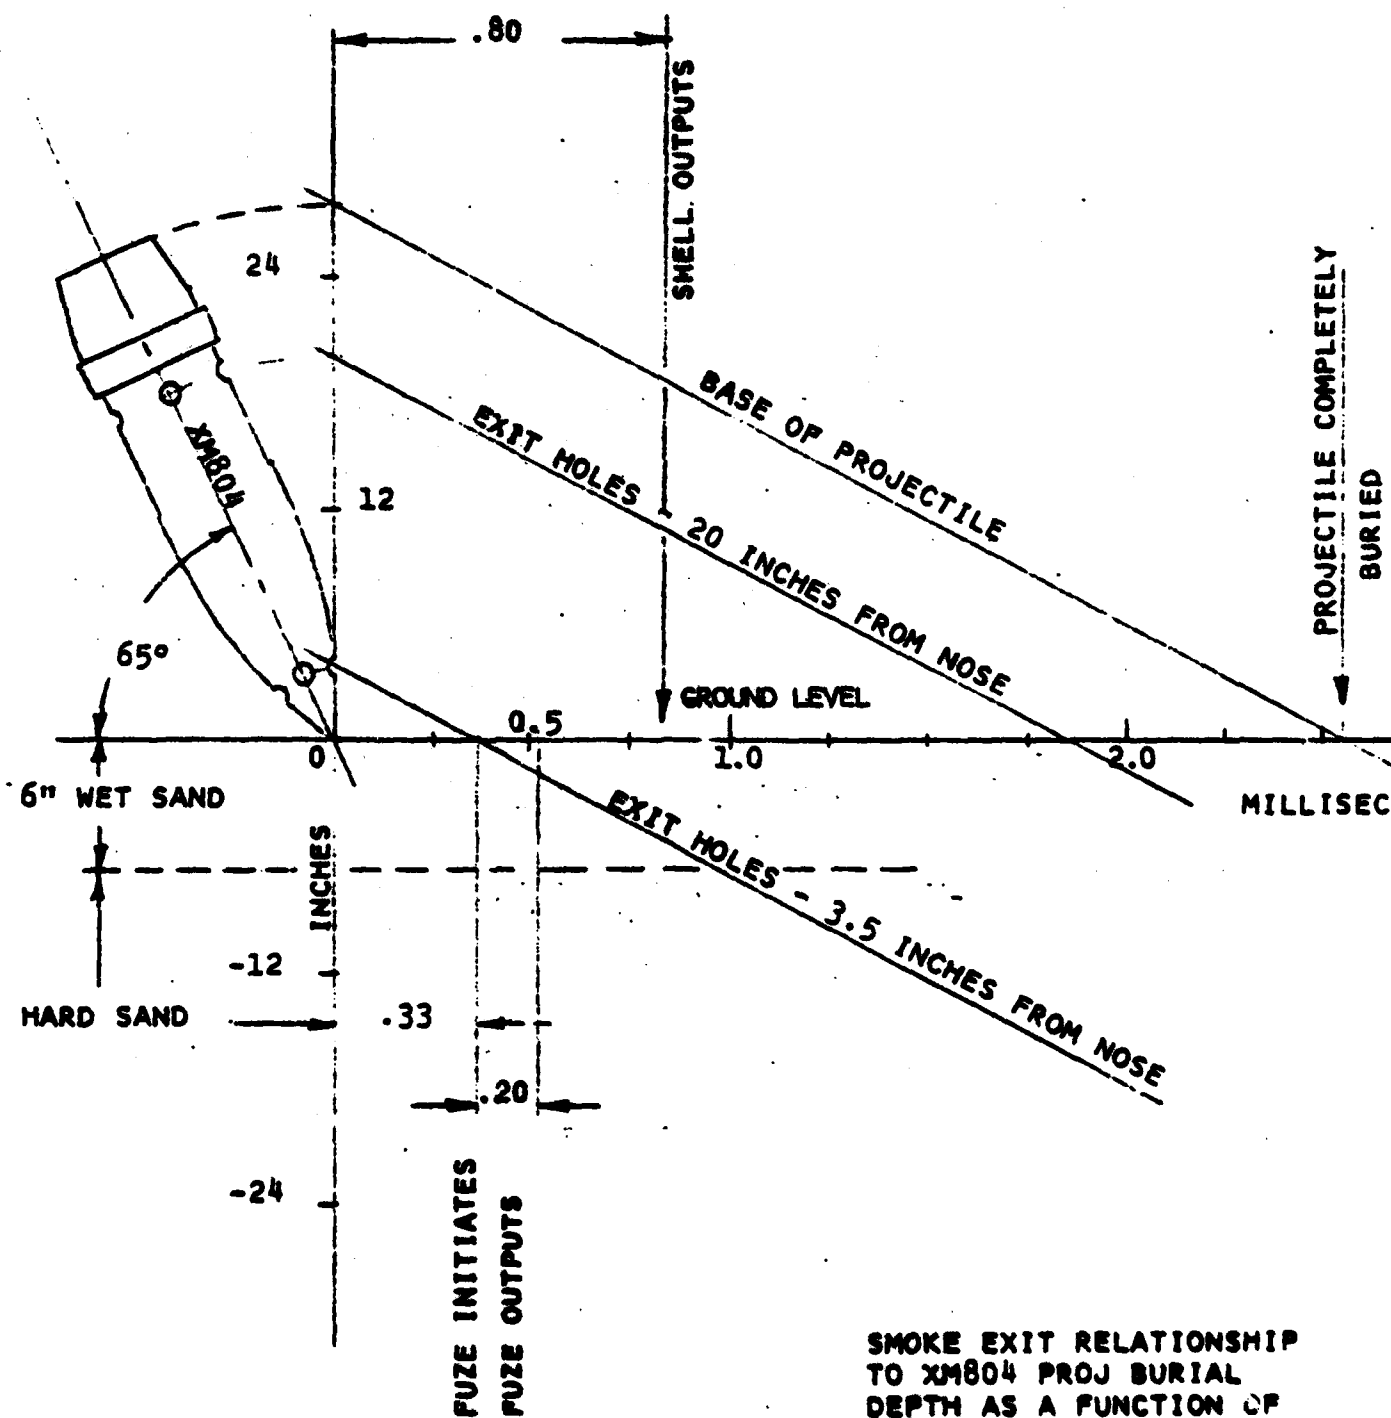 .80
SHELL OUTPUTS
24
BASE OF PROJECTILE
PROJECTILE COMPLETELY
BURIED
XM804
EXIT HOLES - 20 INCHES FROM NOSE
12
65°
GROUND LEVEL
0
0.5
1.0
2.0
6" WET SAND
MILLISEC
EXIT HOLES - 3.5 INCHES FROM NOSE
INCHES
-12
HARD SAND
.33
.20
-24
FUZE INITIATES
FUZE OUTPUTS
SMOKE EXIT RELATIONSHIP
TO XM804 PROJ BURIAL
DEPTH AS A FUNCTION OF